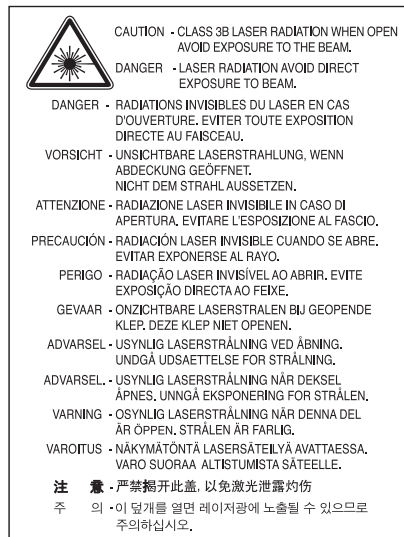 CAUTION - CLASS 3B LASER RADIATION WHEN OPEN
AVOID EXPOSURE TO THE BEAM.
DANGER - LASER RADIATION AVOID DIRECT
EXPOSURE TO BEAM.
DANGER - RADIATIONS INVISIBLES DU LASER EN CAS
D'OUVERTURE. EVITER TOUTE EXPOSITION
DIRECTE AU FAISCEAU.
VORSICHT - UNSICHTBARE LASERSTRAHLUNG, WENN
ABDECKUNG GEÖFFNET.
NICHT DEM STRAHL AUSSETZEN.
ATTENZIONE - RADIAZIONE LASER INVISIBILE IN CASO DI
APERTURA. EVITARE L'ESPOSIZIONE AL FASCIO.
PRECAUCIÓN - RADIACIÓN LASER INVISIBLE CUANDO SE ABRE.
EVITAR EXPONERSE AL RAYO.
PERIGO - RADIAÇÃO LASER INVISÍVEL AO ABRIR. EVITE
EXPOSIÇÃO DIRECTA AO FEIXE.
GEVAAR - ONZICHTBARE LASERSTRALEN BIJ GEOPENDE
KLEP. DEZE KLEP NIET OPENEN.
ADVARSEL - USYNLIG LASERSTRÅLNING VED ÅBNING.
UNDGÅ UDSAETTELSE FOR STRÅLNING.
ADVARSEL. - USYNLIG LASERSTRÅLNING NÅR DEKSEL
ÅPNES. UNNGÅ EKSPONERING FOR STRÅLEN.
VARNING - OSYNLIG LASERSTRÅLNING NÄR DENNA DEL
ÄR ÖPPEN. STRÅLEN ÄR FARLIG.
VAROITUS - NÄKYMÄTÖNTÄ LASERSÄTEILYÄ AVATTAESSA.
VARO SUORAA ALTISTUMISTA SÄTEELLE.
注 意 - 严禁揭开此盖, 以免激光泄露灼伤
주 의 - 이 덮개를 열면 레이저광에 노출될 수 있으므로
주의하십시오.